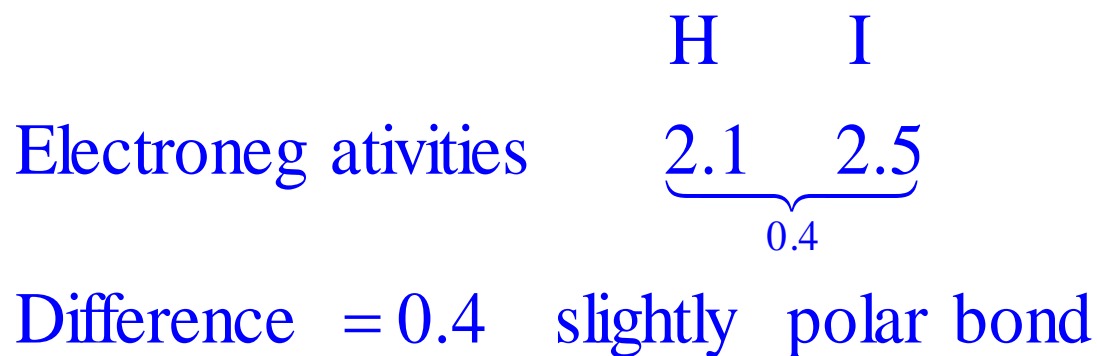 H I
Electroneg ativities 2.1 2.5
0.4
Difference = 0.4 slightly polar bond